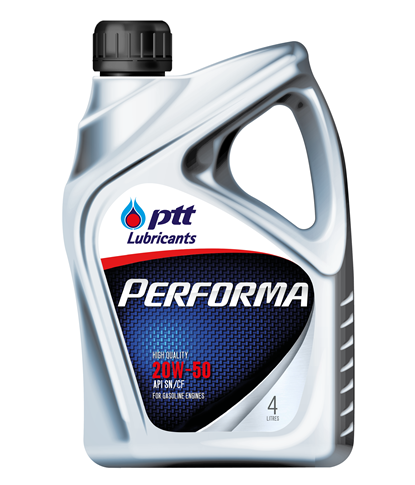 ptt
Lubricants
PERFORMA
HIGH QUALITY
20W-50
API SN/CF
FOR GASOLINE ENGINES
4
LITRES